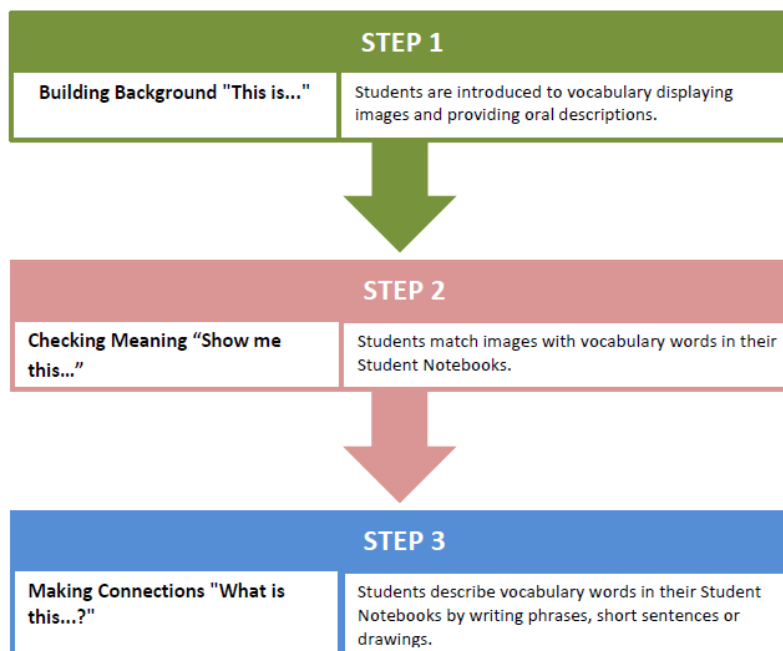 STEP 1
Building Background "This is..."
Students are introduced to vocabulary displaying
images and providing oral descriptions.
STEP 2
Checking Meaning “Show me
this...”
Students match images with vocabulary words in their
Student Notebooks.
STEP 3
Making Connections "What is
this...?"
Students describe vocabulary words in their Student
Notebooks by writing phrases, short sentences or
drawings.